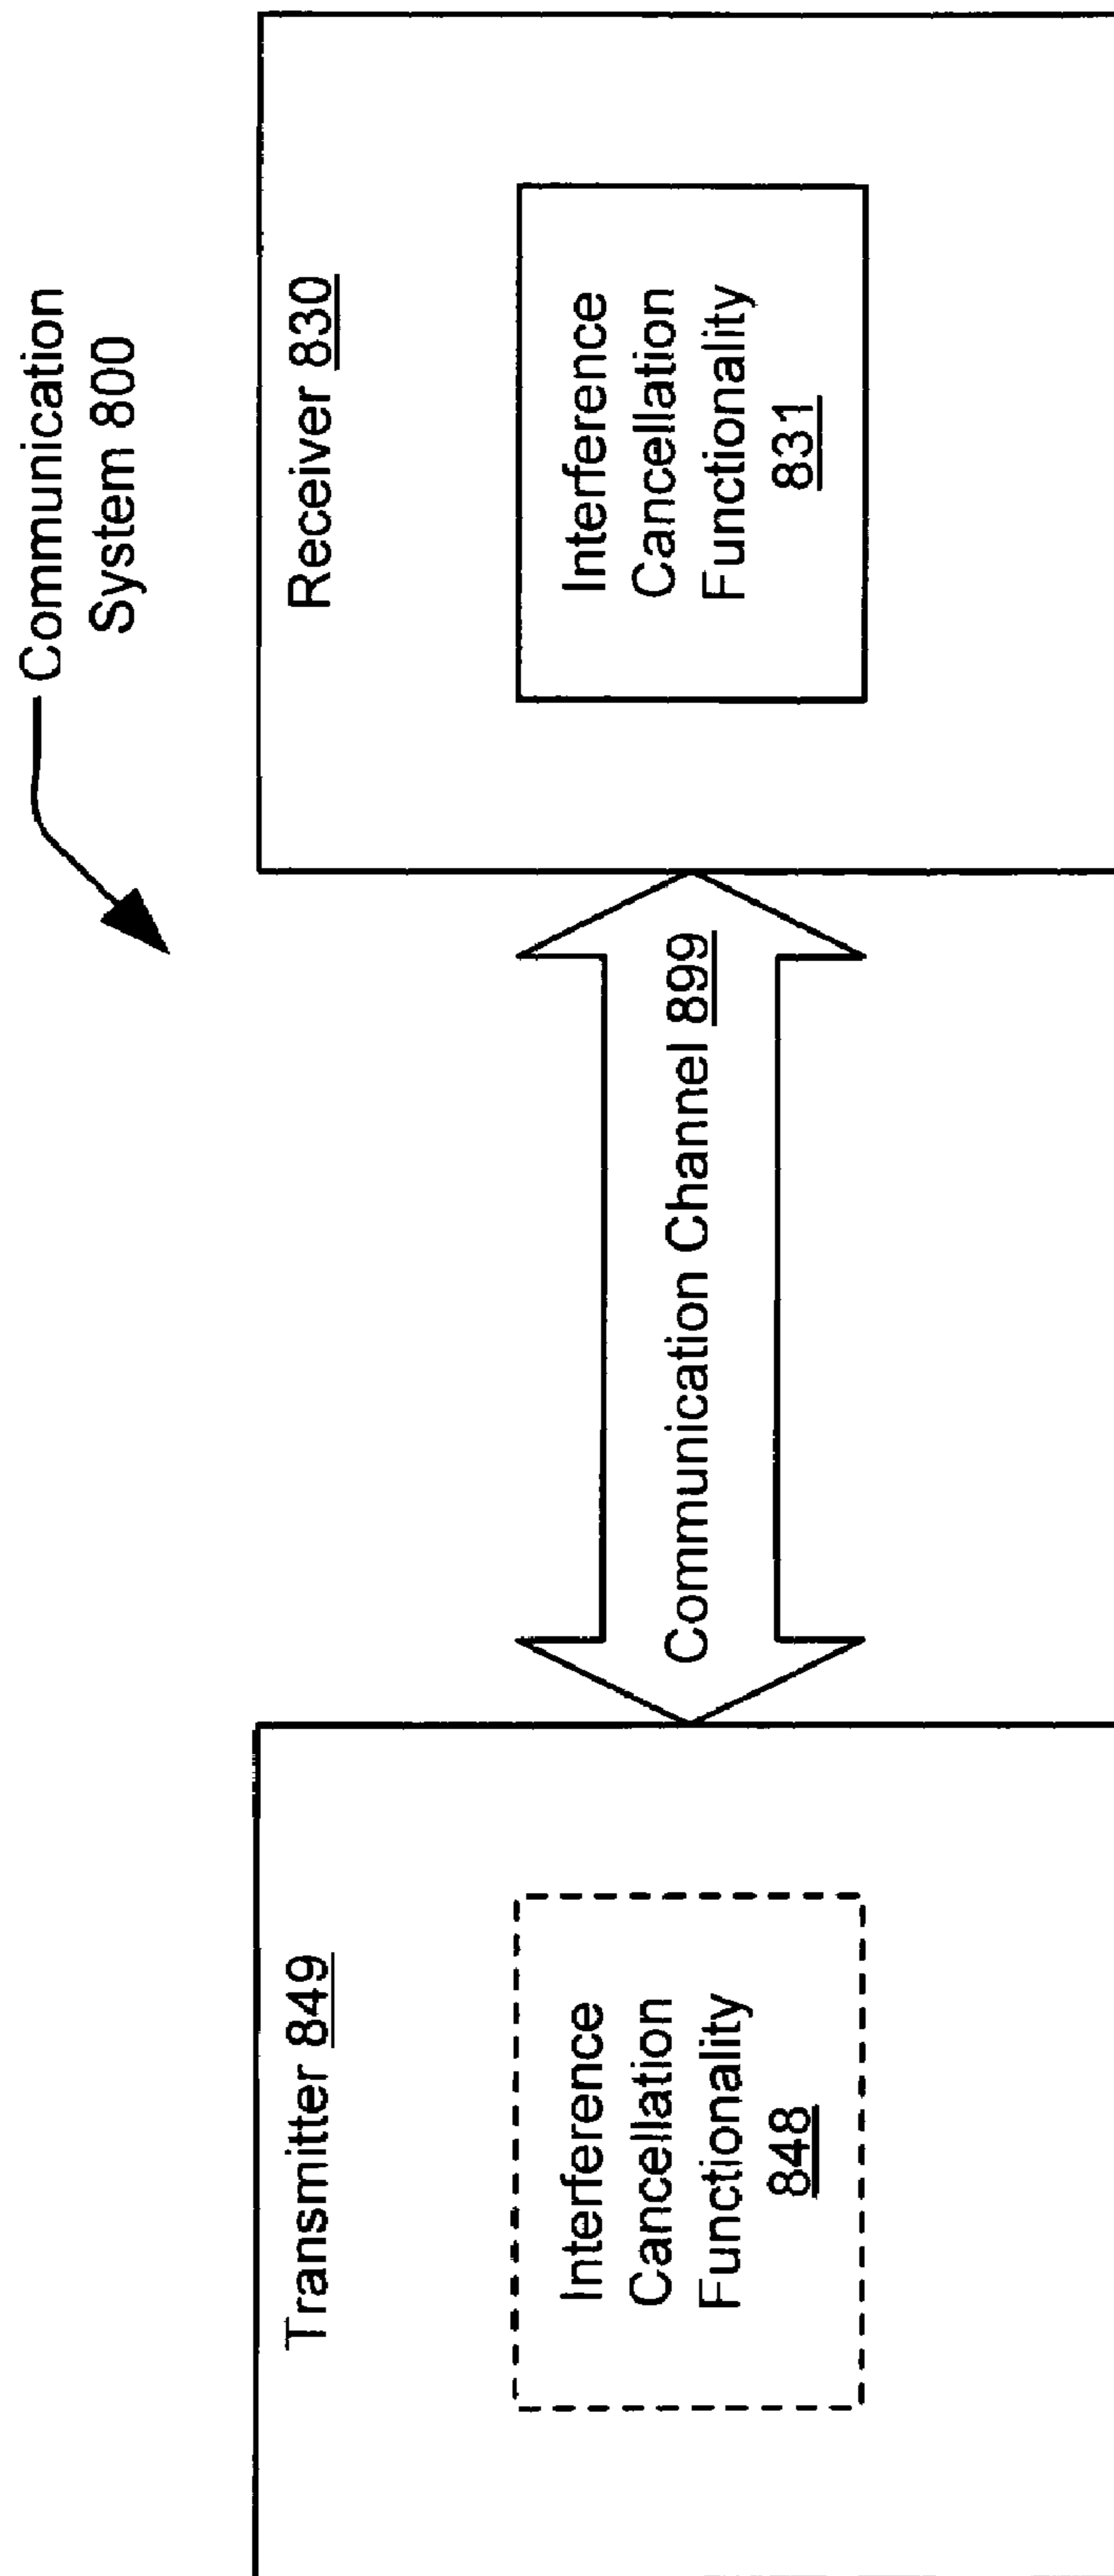 Communication
System 800
Transmitter 849
Interference
Cancellation
Functionality
848
Communication Channel 899
Receiver 830
Interference
Cancellation
Functionality
831